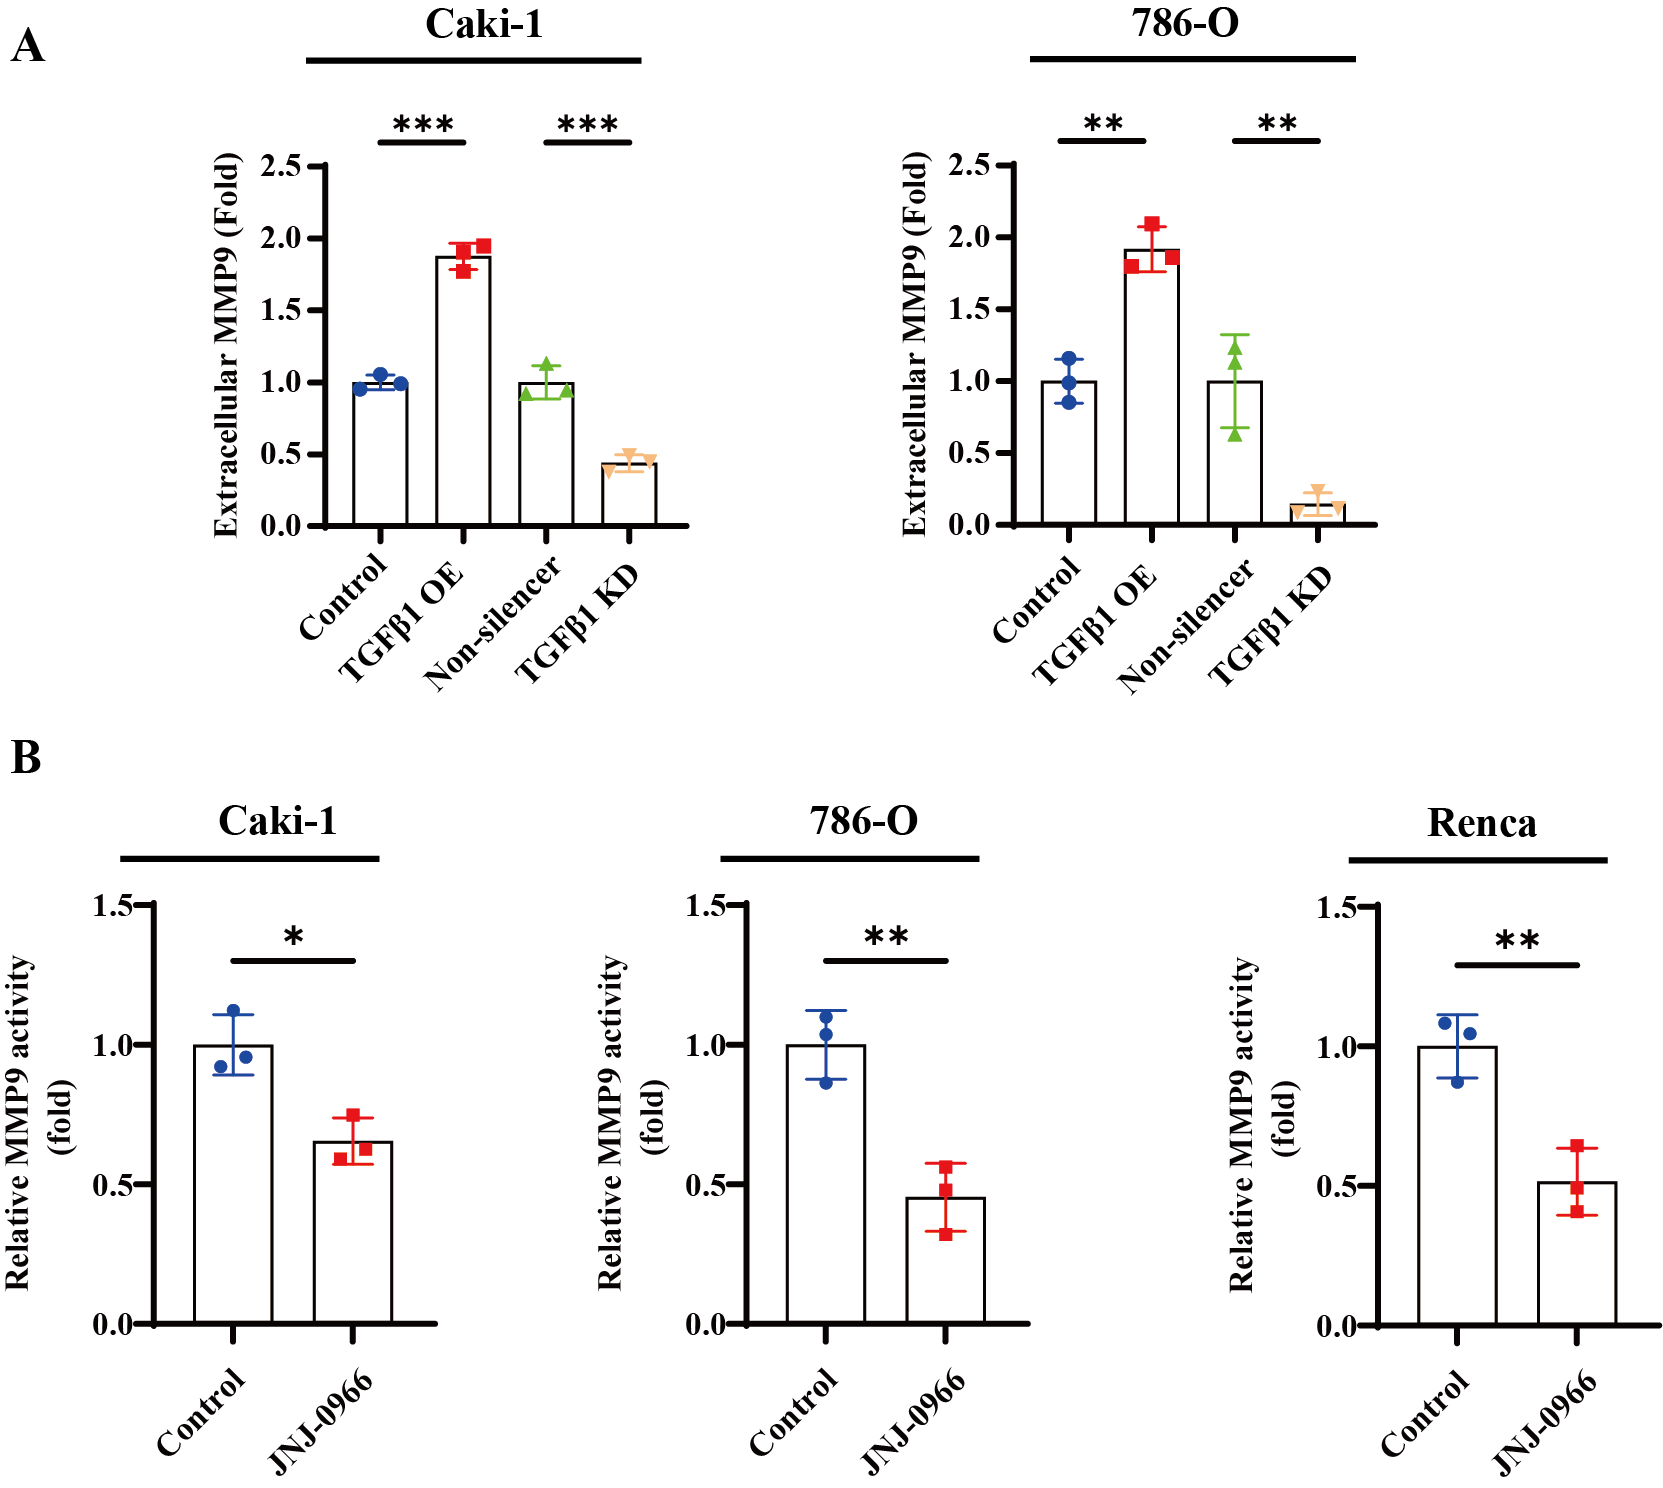 A
Caki-1
***
***
Extracellular MMP9 (Fold)
2.5
2.0
1.5
1.0
0.5
0.0
Control
TGFβ1 OE
Non-silencer
TGFβ1 KD
786-O
**
**
Extracellular MMP9 (Fold)
2.5
2.0
1.5
1.0
0.5
0.0
Control
TGFβ1 OE
Non-silencer
TGFβ1 KD
B
Caki-1
*
Relative MMP9 activity
(fold)
1.5
1.0
0.5
0.0
Control
JNJ-0966
786-O
**
Relative MMP9 activity
(fold)
1.5
1.0
0.5
0.0
Control
JNJ-0966
Renca
**
Relative MMP9 activity
(fold)
1.5
1.0
0.5
0.0
Control
JNJ-0966